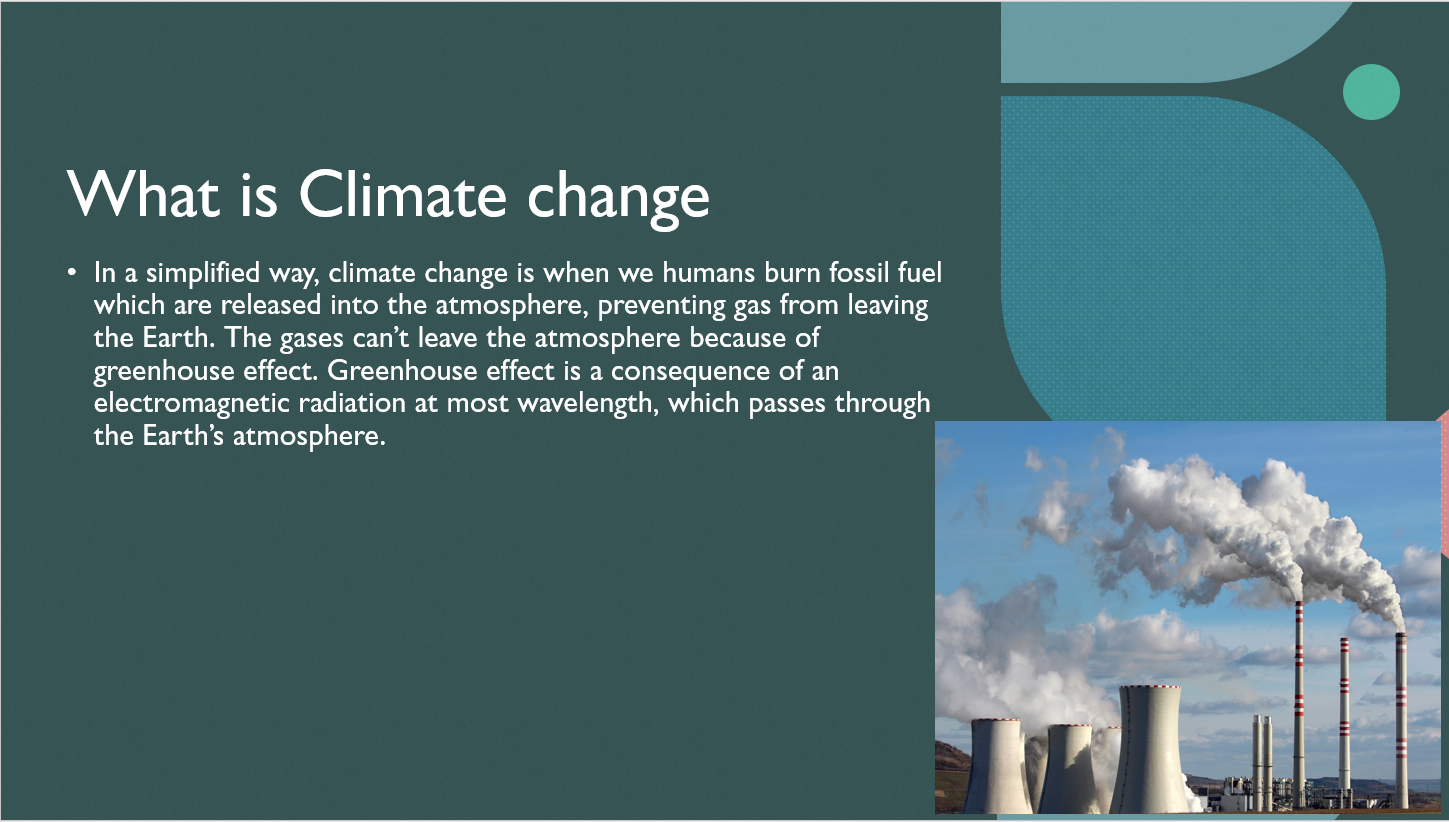 What is Climate change
• In a simplified way, climate change is when we humans burn fossil fuel
which are released into the atmosphere, preventing gas from leaving
the Earth. The gases can’t leave the atmosphere because of
greenhouse effect. Greenhouse effect is a consequence of an
electromagnetic radiation at most wavelength, which passes through
the Earth’s atmosphere.